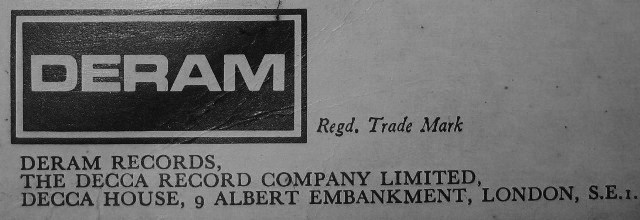 DERAM
Regd. Trade Mark
DERAM RECORDS,
THE DECCA RECORD COMPANY LIMITED,
DECCA HOUSE, 9 ALBERT EMBANKMENT, LONDON, S.E.1.